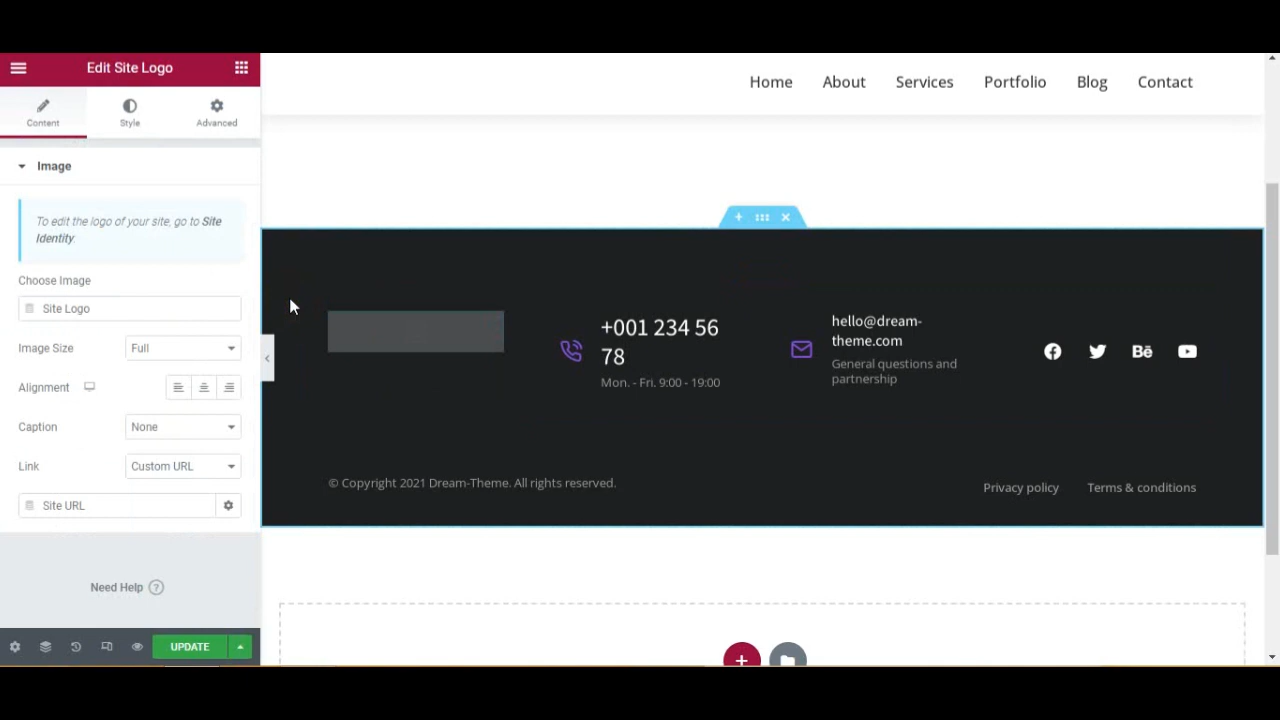 Edit Site Logo
Content
Style
Advanced
Image
To edit the logo of your site, go to Site
Identity.
Choose Image
Site Logo
Image Size
Full
Alignment
Caption
None
Link
Custom URL
Site URL
Need Help ?
UPDATE
Home About Services Portfolio Blog Contact
+001 234 56
78
Mon. - Fri. 9:00 - 19:00
hello@dream-
theme.com
General questions and
partnership
Bē
© Copyright 2021 Dream-Theme. All rights reserved.
Privacy policy
Terms & conditions